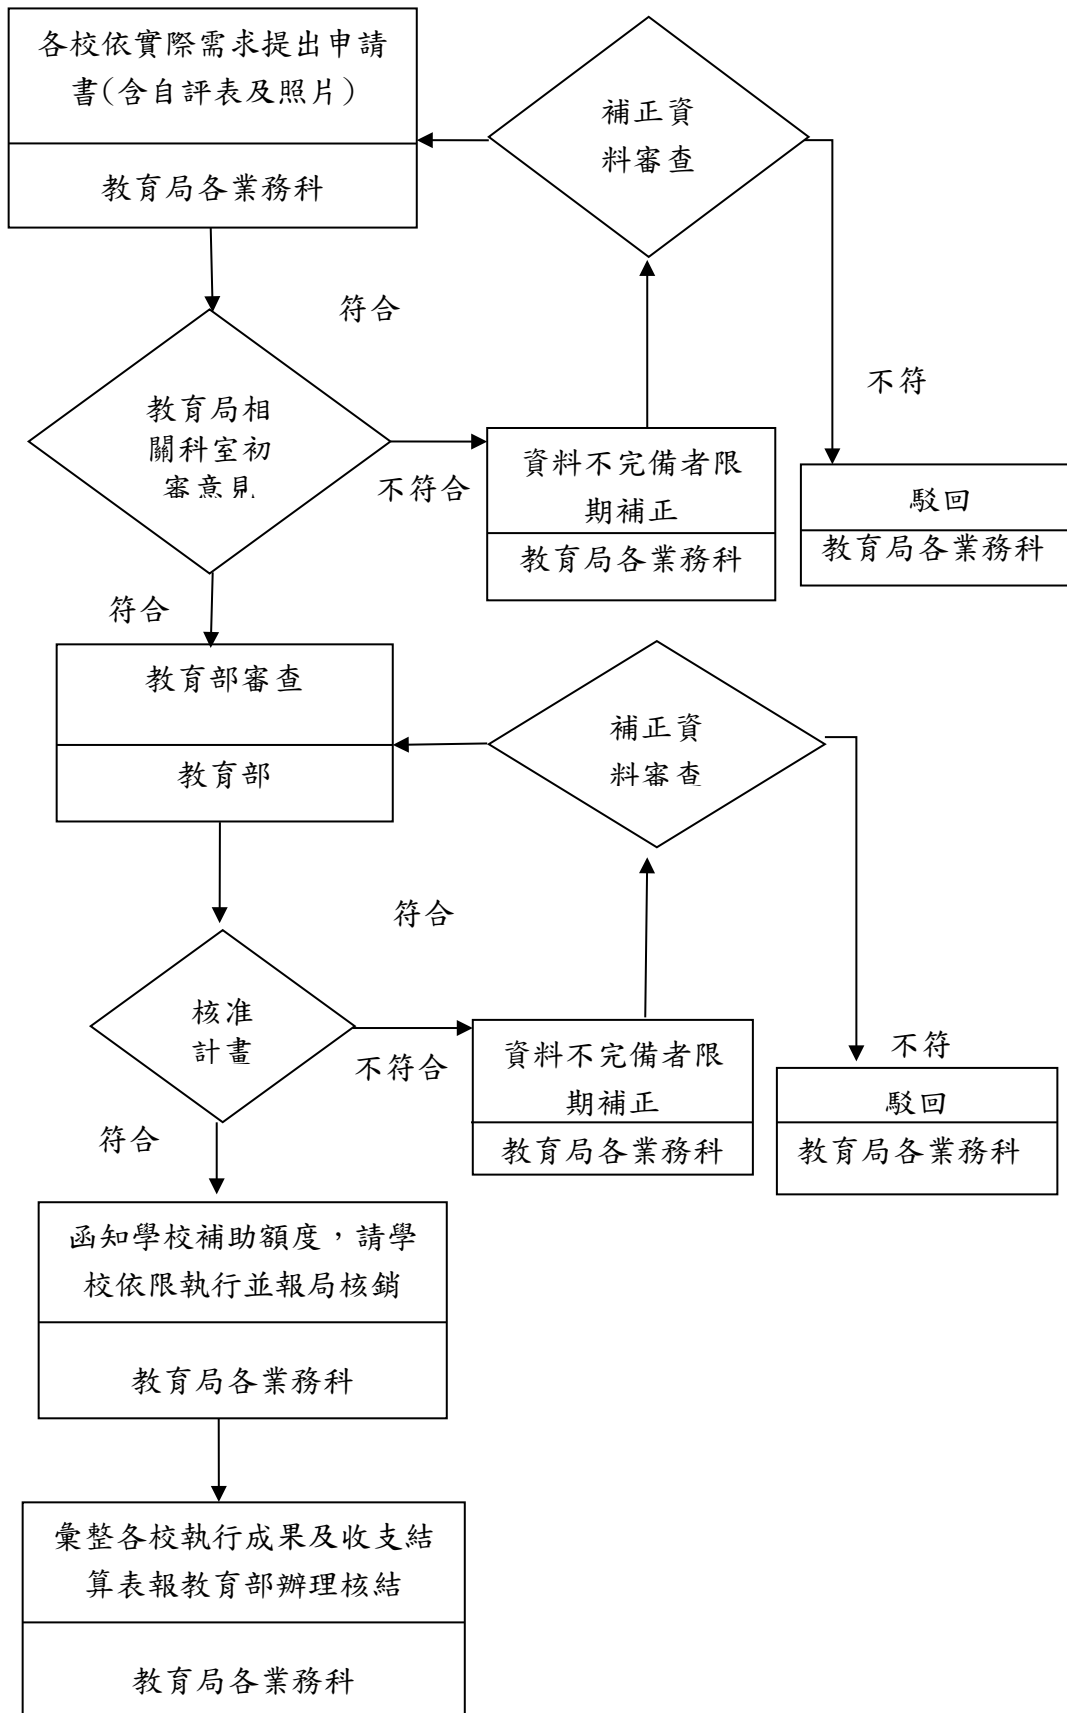 各校依實際需求提出申請
書(含自評表及照片)
教育局各業務科
補正資
料審查
符合
不符
教育局相
關科室初
審意見
不符合
資料不完備者限
期補正
教育局各業務科
駁回
教育局各業務科
符合
教育部審查
教育部
補正資
料審查
符合
核准
計畫
不符合
資料不完備者限
期補正
教育局各業務科
不符
駁回
教育局各業務科
符合
函知學校補助額度，請學
校依限執行並報局核銷
教育局各業務科
彙整各校執行成果及收支結
算表報教育部辦理核結
教育局各業務科